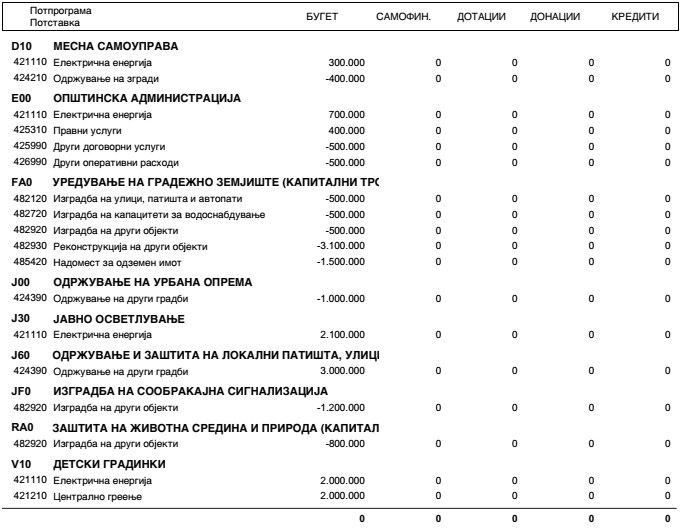 Потпрограма
Потставка БУГЕТ САМОФИН. ДОТАЦИИ ДОНАЦИИ КРЕДИТИ
D10 МЕСНА САМОУПРАВА
421110 Електрична енергија 300.000 0 0 0 0
424210 Одржување на згради -400.000 0 0 0 0
E00 ОПШТИНСКА АДМИНИСТРАЦИЈА
421110 Електрична енергија 700.000 0 0 0 0
425310 Правни услуги 400.000 0 0 0 0
425990 Други договорни услуги -500.000 0 0 0 0
426990 Други оперативни расходи -500.000 0 0 0 0
FA0 УРЕДУВАЊЕ НА ГРАДЕЖНО ЗЕМЈИШТЕ (КАПИТАЛНИ ТРО
482120 Изградба на улици, патишта и автопати -500.000 0 0 0 0
482720 Изградба на капацитети за водоснабдување -500.000 0 0 0 0
482920 Изградба на други објекти -500.000 0 0 0 0
482930 Реконструкција на други објекти -3.100.000 0 0 0 0
485420 Надомест за одземен имот -1.500.000 0 0 0 0
J00 ОДРЖУВАЊЕ НА УРБАНА ОПРЕМА
424390 Одржување на други градби -1.000.000 0 0 0 0
J30 ЈАВНО ОСВЕТЛУВАЊЕ
421110 Електрична енергија 2.100.000 0 0 0 0
J60 ОДРЖУВАЊЕ И ЗАШТИТА НА ЛОКАЛНИ ПАТИШТА, УЛИЦИ
424390 Одржување на други градби 3.000.000 0 0 0 0
JF0 ИЗГРАДБА НА СООБРАКАЈНА СИГНАЛИЗАЦИЈА
482920 Изградба на други објекти -1.200.000 0 0 0 0
RA0 ЗАШТИТА НА ЖИВОТНА СРЕДИНА И ПРИРОДА (КАПИТАЛ
482920 Изградба на други објекти -800.000 0 0 0 0
V10 ДЕТСКИ ГРАДИНКИ
421110 Електрична енергија 2.000.000 0 0 0 0
421210 Централно греење 2.000.000 0 0 0 0
0 0 0 0 0